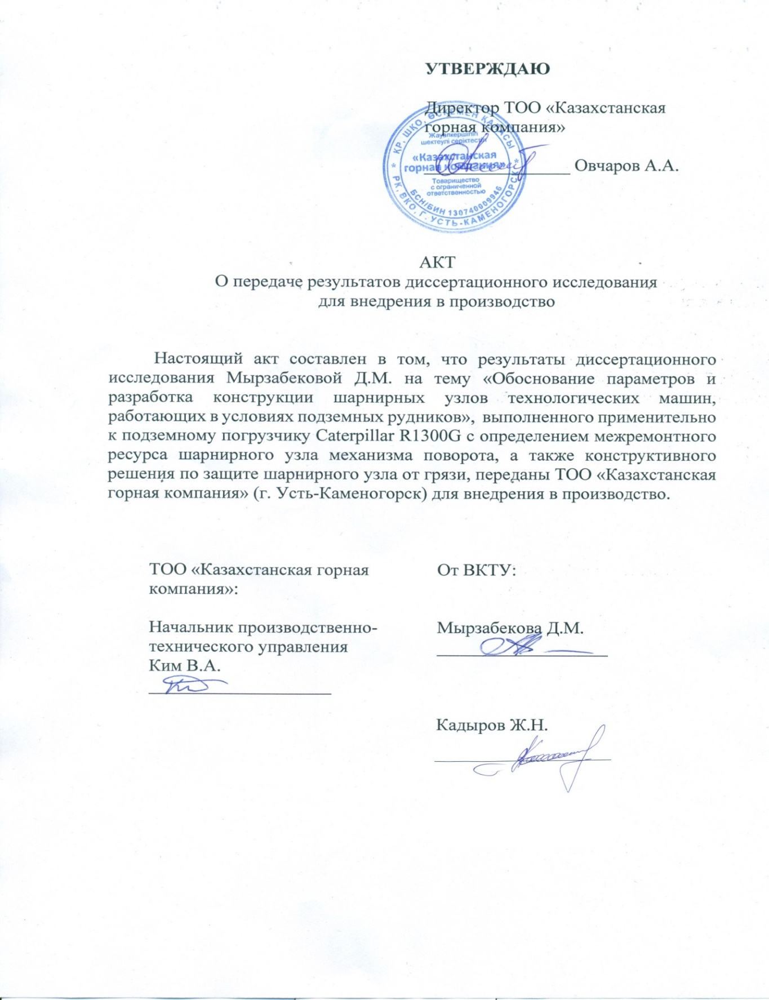 УТВЕРЖДАЮ
Директор ТОО «Казахстанская
горная компания»
Овчаров А.А.
ҚР, ШҚО, ӨСКЕМЕН ҚАЛАСЫ
Жауапкершілігі
шектеулі серіктестігі
«Казахстанская
горная компания»
Товарищество
с ограниченной
ответственностью
БСН/БИН 130740009946
РК, ВКО, Г. УСТЬ-КАМЕНОГОРСК
АКТ
О передаче результатов диссертационного исследования
для внедрения в производство
Настоящий акт составлен в том, что результаты диссертационного
исследования Мырзабековой Д.М. на тему «Обоснование параметров и
разработка конструкции шарнирных узлов технологических машин,
работающих в условиях подземных рудников», выполненного применительно
к подземному погрузчику Caterpillar R1300G с определением межремонтного
ресурса шарнирного узла механизма поворота, а также конструктивного
решения по защите шарнирного узла от грязи, переданы ТОО «Казахстанская
горная компания» (г. Усть-Каменогорск) для внедрения в производство.
ТОО «Казахстанская горная
компания»:
Начальник производственно-
технического управления
Ким В.А.
От ВКТУ:
Мырзабекова Д.М.
Кадыров Ж.Н.